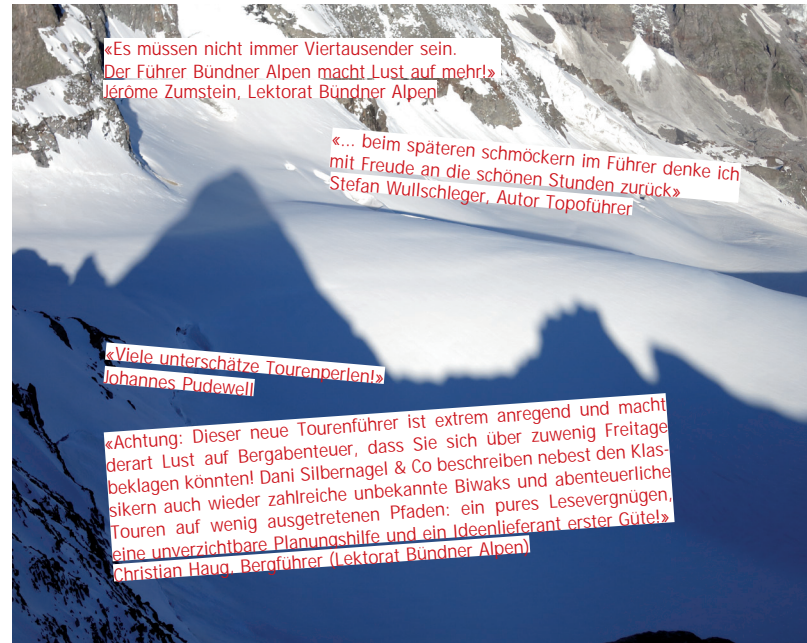 «Es müssen nicht immer Viertausender sein.
Der Führer Bündner Alpen macht Lust auf mehr!»
Jérôme Zumstein, Lektorat Bündner Alpen
«... beim späteren schmöckern im Führer denke ich
mit Freude an die schönen Stunden zurück»
Stefan Wullschleger, Autor Topoführer
«Viele unterschätze Tourenperlen!»
Johannes Pudewell
«Achtung: Dieser neue Tourenführer ist extrem anregend und macht
derart Lust auf Bergabenteuer, dass Sie sich über zuwenig Freitage
beklagen könnten! Dani Silbernagel & Co beschreiben nebest den Klas-
sikern auch wieder zahlreiche unbekannte Biwaks und abenteuerliche
Touren auf wenig ausgetretenen Pfaden: ein pures Lesevergnügen,
eine unverzichtbare Planungshilfe und ein Ideenlieferant erster Güte!»
Christian Haug, Bergführer (Lektorat Bündner Alpen)